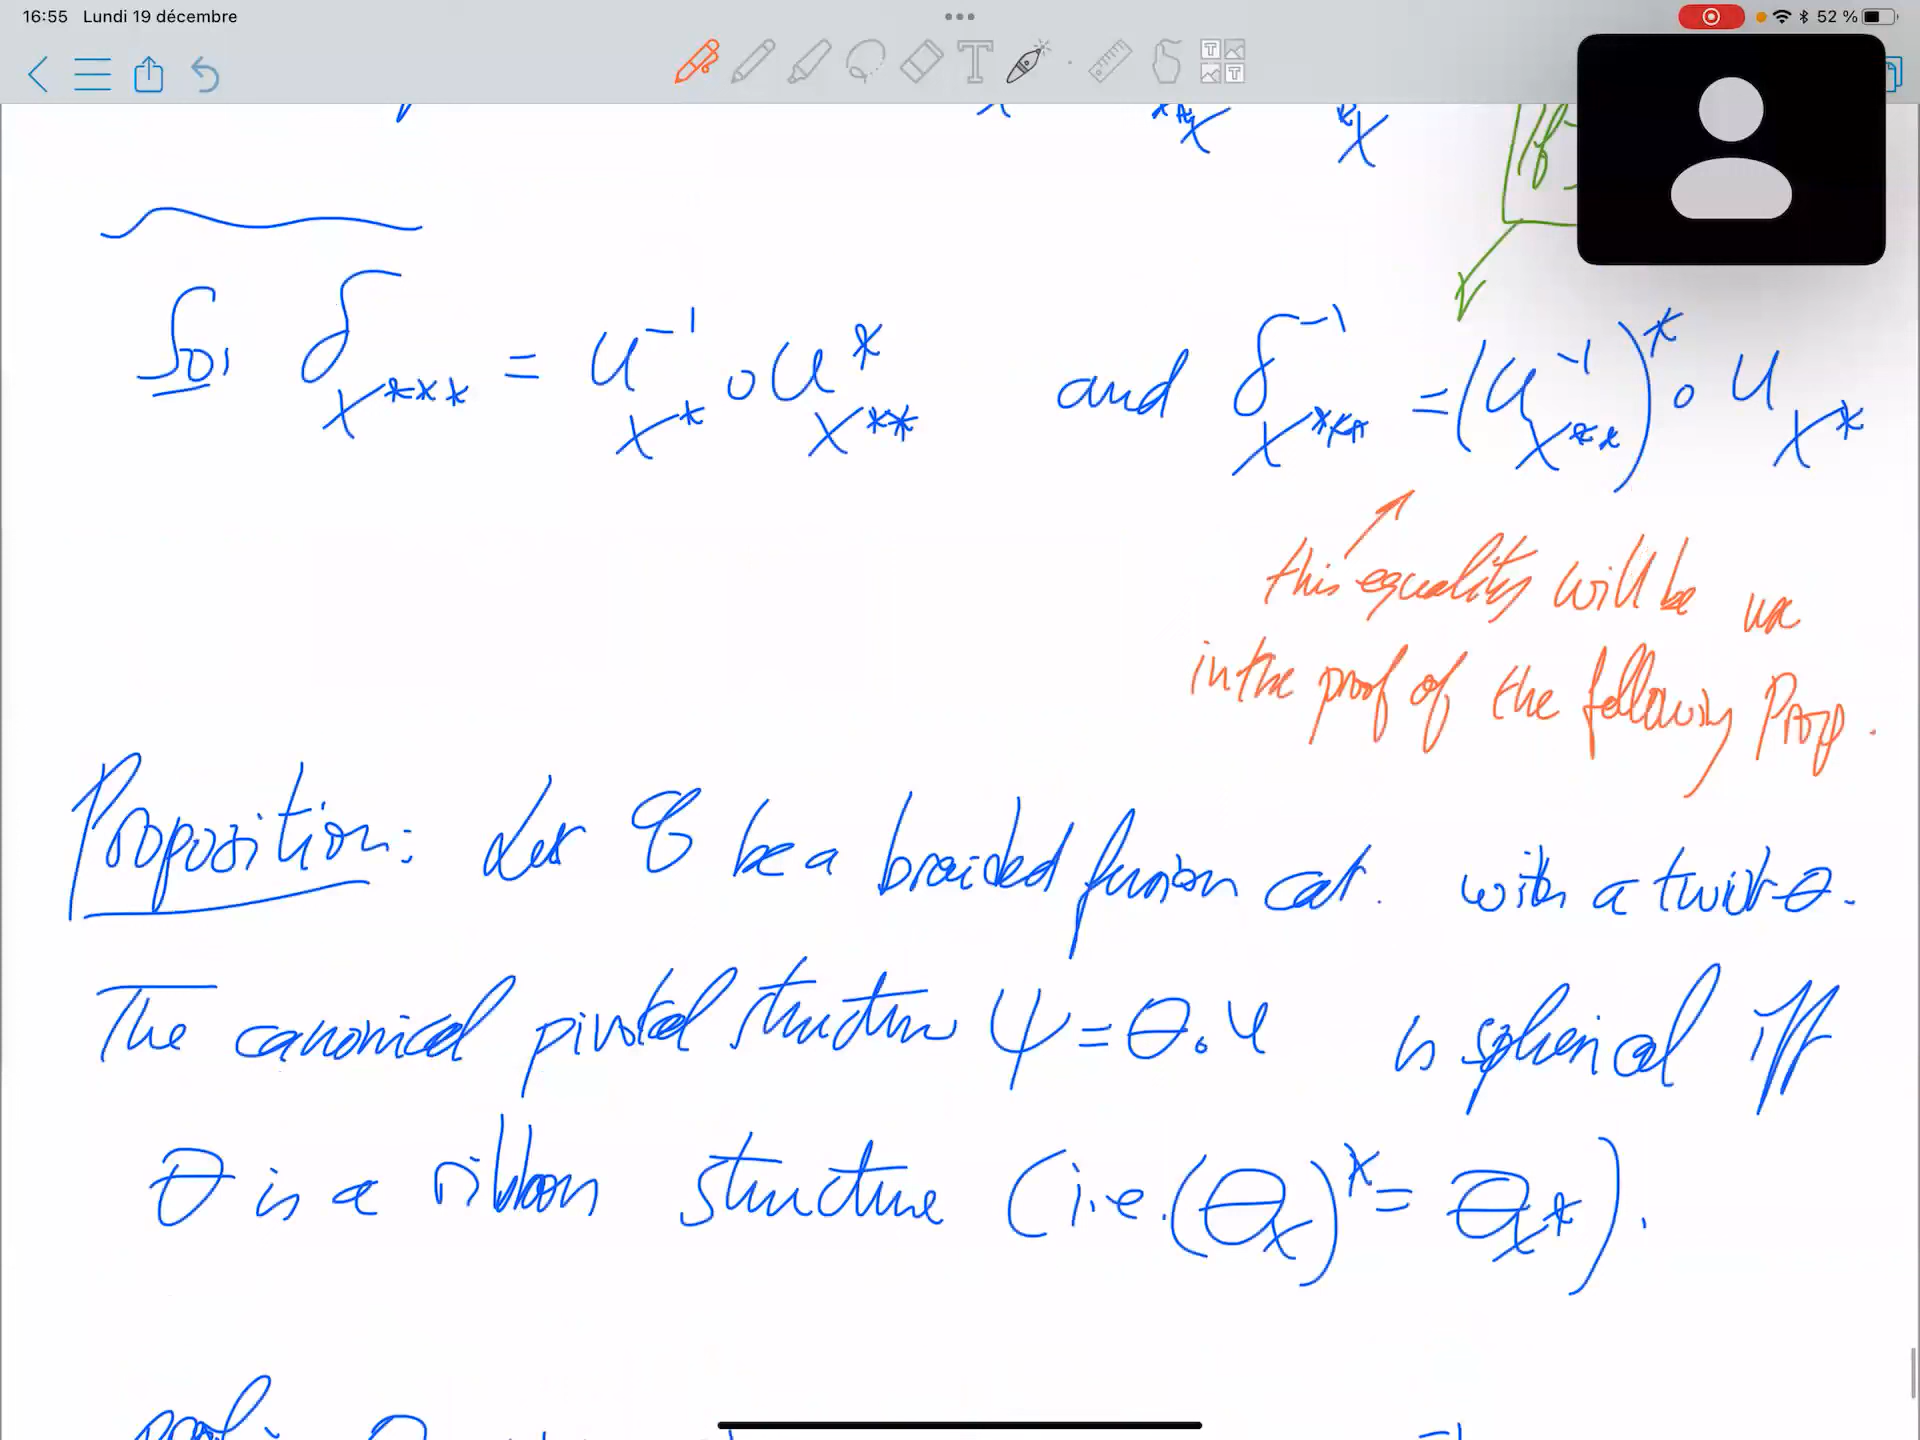 16:55 Lundi 19 décembre
52 %
So, δ_{X***} = u^{-1}_{X*} ∘ u*_{X**} and δ^{-1}_{X***} = (u^{-1}_{X**})* ∘ u_{X*}
this equality will be
in the proof of the following Prop.
Proposition: Let 𝒞 be a braided fusion cat. with a twist θ.
The canonical pivotal structure ψ = θ∘u is spherical iff
θ is a ribbon structure (i.e. (θ_X)* = θ_{X*}).